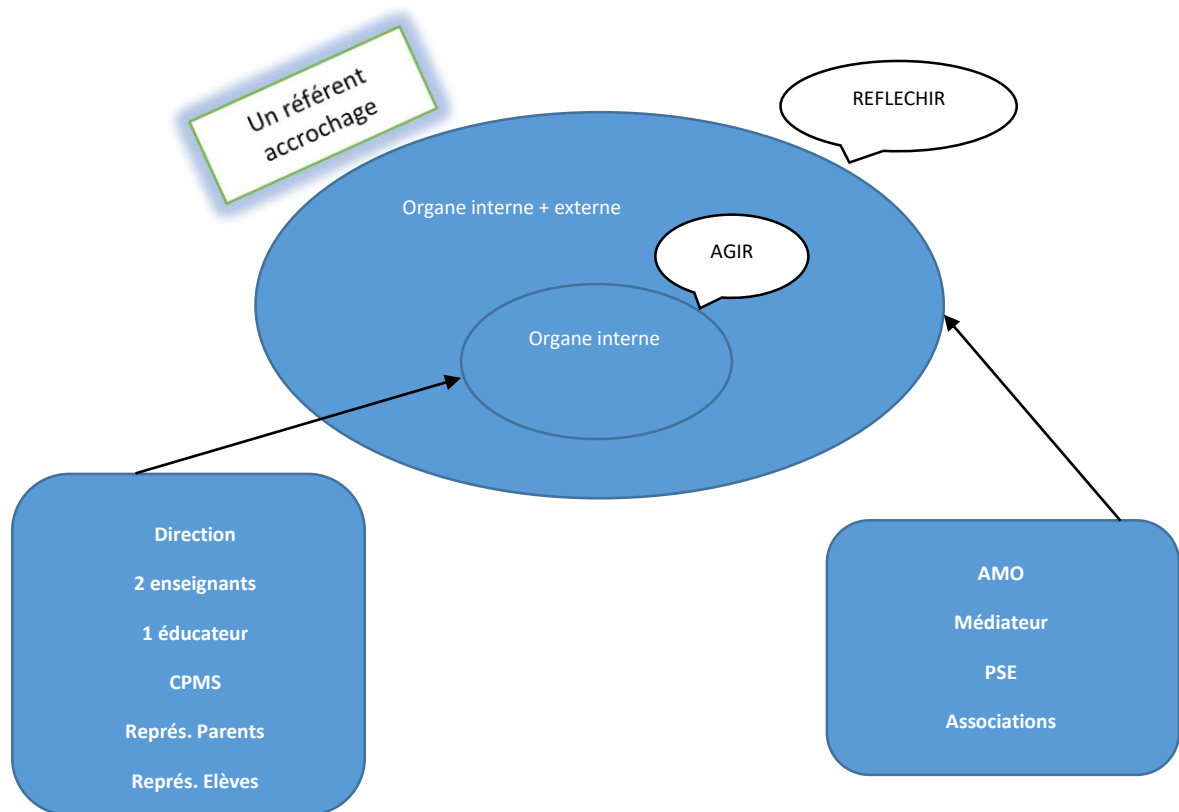 Un référent
accrochage
REFLECHIR
Organe interne + externe
AGIR
Organe interne
Direction
2 enseignants
1 éducateur
CPMS
Représ. Parents
Représ. Elèves
AMO
Médiateur
PSE
Associations